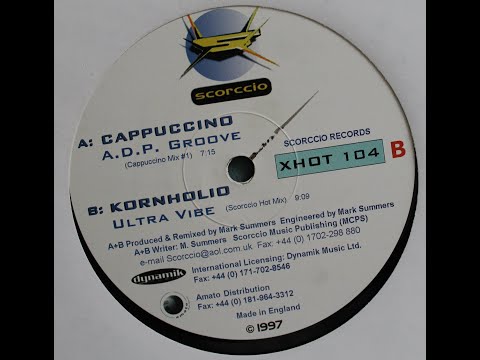 scorccio
A: CAPPUCCINO
A.D.P. GROOVE
(Cappuccino Mix #1) 7:15
SCORCCIO RECORDS
XHOT 104 B
B: KORNHOLIO
ULTRA VIBE (Scorccio Hot Mix) 9:09
A+B Produced & Remixed by Mark Summers Engineered by Mark Summers
A+B Writer: M. Summers Scorccio Music Publishing (MCPS)
e-mail Scorccio@aol.com.uk Fax: +44 (0) 1702-298 880
dynamik
International Licensing: Dynamik Music Ltd.
Fax: +44 (0) 171-702-8546
Amato Distribution
Fax: +44 (0) 181-964-3312
Made in England
© 1997